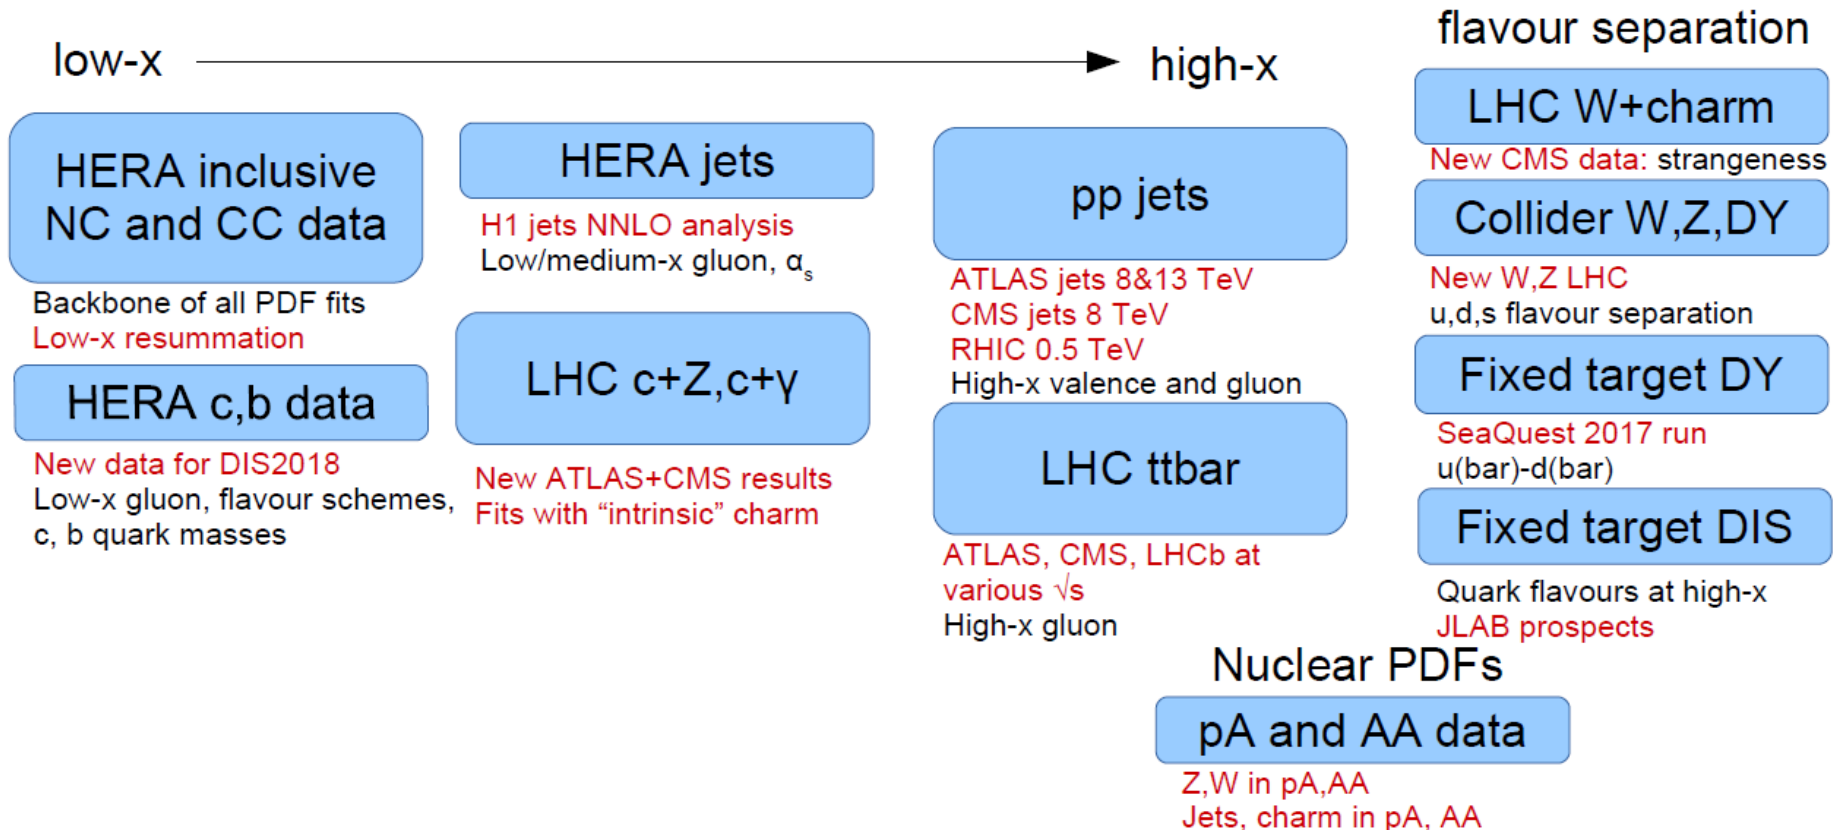 low-x
high-x
HERA inclusive
NC and CC data
Backbone of all PDF fits
Low-x resummation
HERA c,b data
New data for DIS2018
Low-x gluon, flavour schemes,
c, b quark masses
HERA jets
H1 jets NNLO analysis
Low/medium-x gluon, αs
LHC c+Z,c+γ
New ATLAS+CMS results
Fits with “intrinsic” charm
pp jets
ATLAS jets 8&13 TeV
CMS jets 8 TeV
RHIC 0.5 TeV
High-x valence and gluon
LHC ttbar
ATLAS, CMS, LHCb at
various √s
High-x gluon
flavour separation
LHC W+charm
New CMS data: strangeness
Collider W,Z,DY
New W,Z LHC
u,d,s flavour separation
Fixed target DY
SeaQuest 2017 run
u(bar)-d(bar)
Fixed target DIS
Quark flavours at high-x
JLAB prospects
Nuclear PDFs
pA and AA data
Z,W in pA,AA
Jets, charm in pA, AA